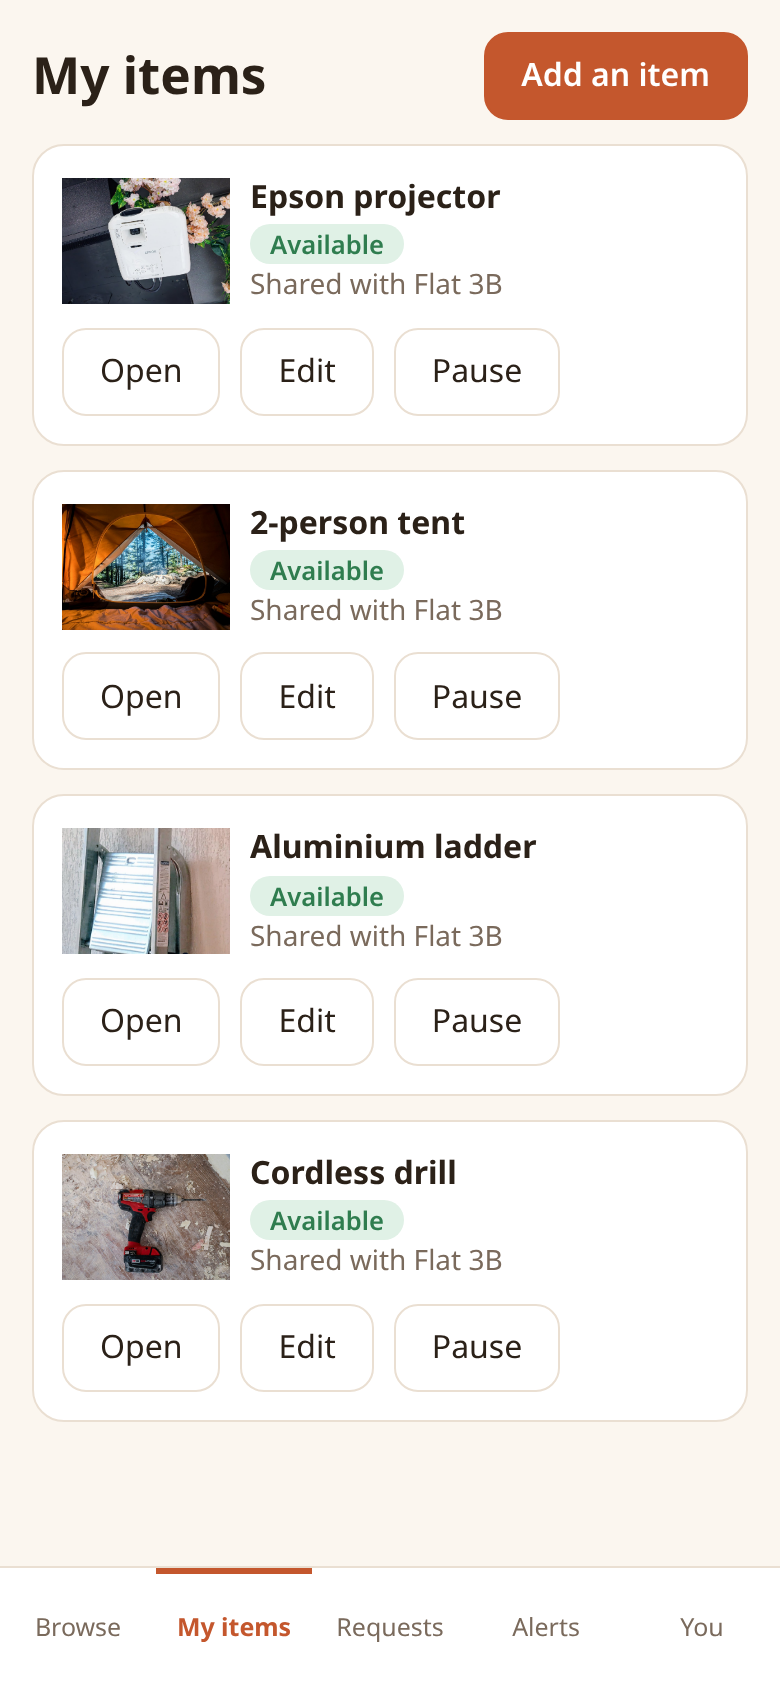 My items
Add an item
Epson projector
Available
Shared with Flat 3B
Open Edit Pause
2-person tent
Available
Shared with Flat 3B
Open Edit Pause
Aluminium ladder
Available
Shared with Flat 3B
Open Edit Pause
Cordless drill
Available
Shared with Flat 3B
Open Edit Pause
Browse My items Requests Alerts You